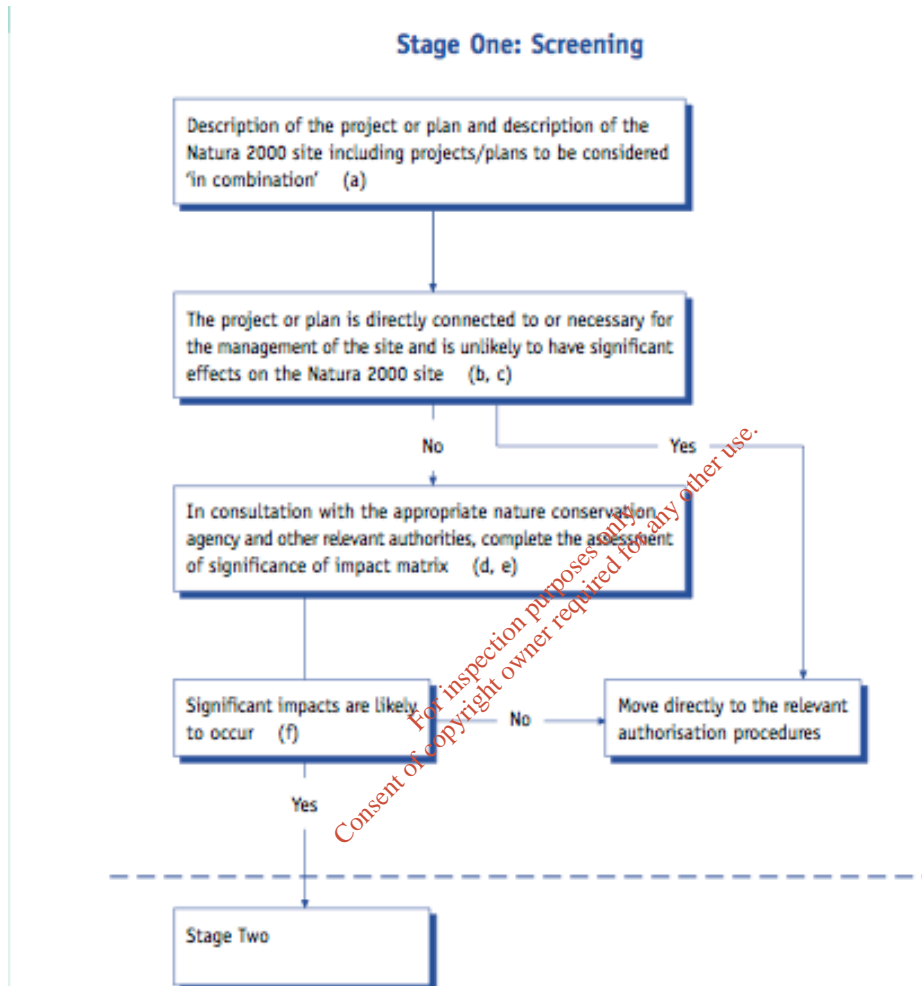 Stage One: Screening
Description of the project or plan and description of the
Natura 2000 site including projects/plans to be considered
'in combination' (a)
The project or plan is directly connected to or necessary for
the management of the site and is unlikely to have significant
effects on the Natura 2000 site (b, c)
No
Yes
In consultation with the appropriate nature conservation
agency and other relevant authorities, complete the assessment
of significance of impact matrix (d, e)
Significant impacts are likely
to occur (f)
No
Move directly to the relevant
authorisation procedures
Yes
Stage Two
For inspection purposes only.
Consent of copyright owner required for any other use.